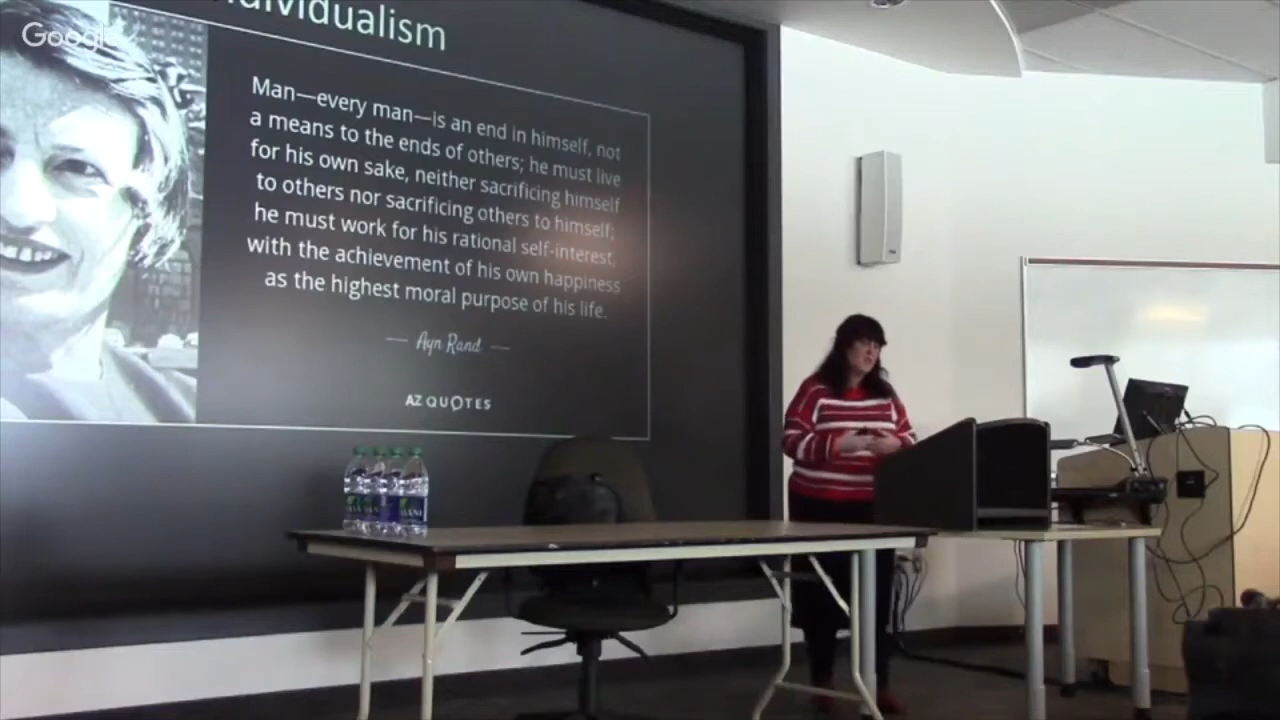 Google
dividualism
Man—every man—is an end in himself, not
a means to the ends of others; he must live
for his own sake, neither sacrificing himself
to others nor sacrificing others to himself;
he must work for his rational self-interest,
with the achievement of his own happiness
as the highest moral purpose of his life.
— Ayn Rand —
AZ QUOTES